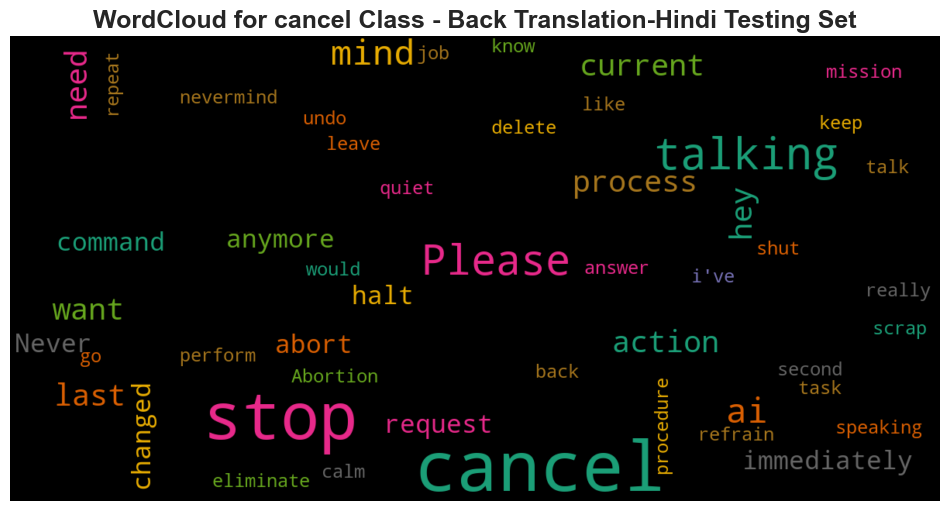 WordCloud for cancel Class - Back Translation-Hindi Testing Set
need
repeat
mind
job
know
current
mission
nevermind
like
undo
delete
keep
leave
talking
talk
quiet
process
hey
command
anymore
Please
shut
would
answer
i've
halt
really
want
scrap
Never
go
perform
abort
action
Abortion
back
second
task
last
changed
stop
request
procedure
ai
refrain
speaking
eliminate
calm
cancel
immediately